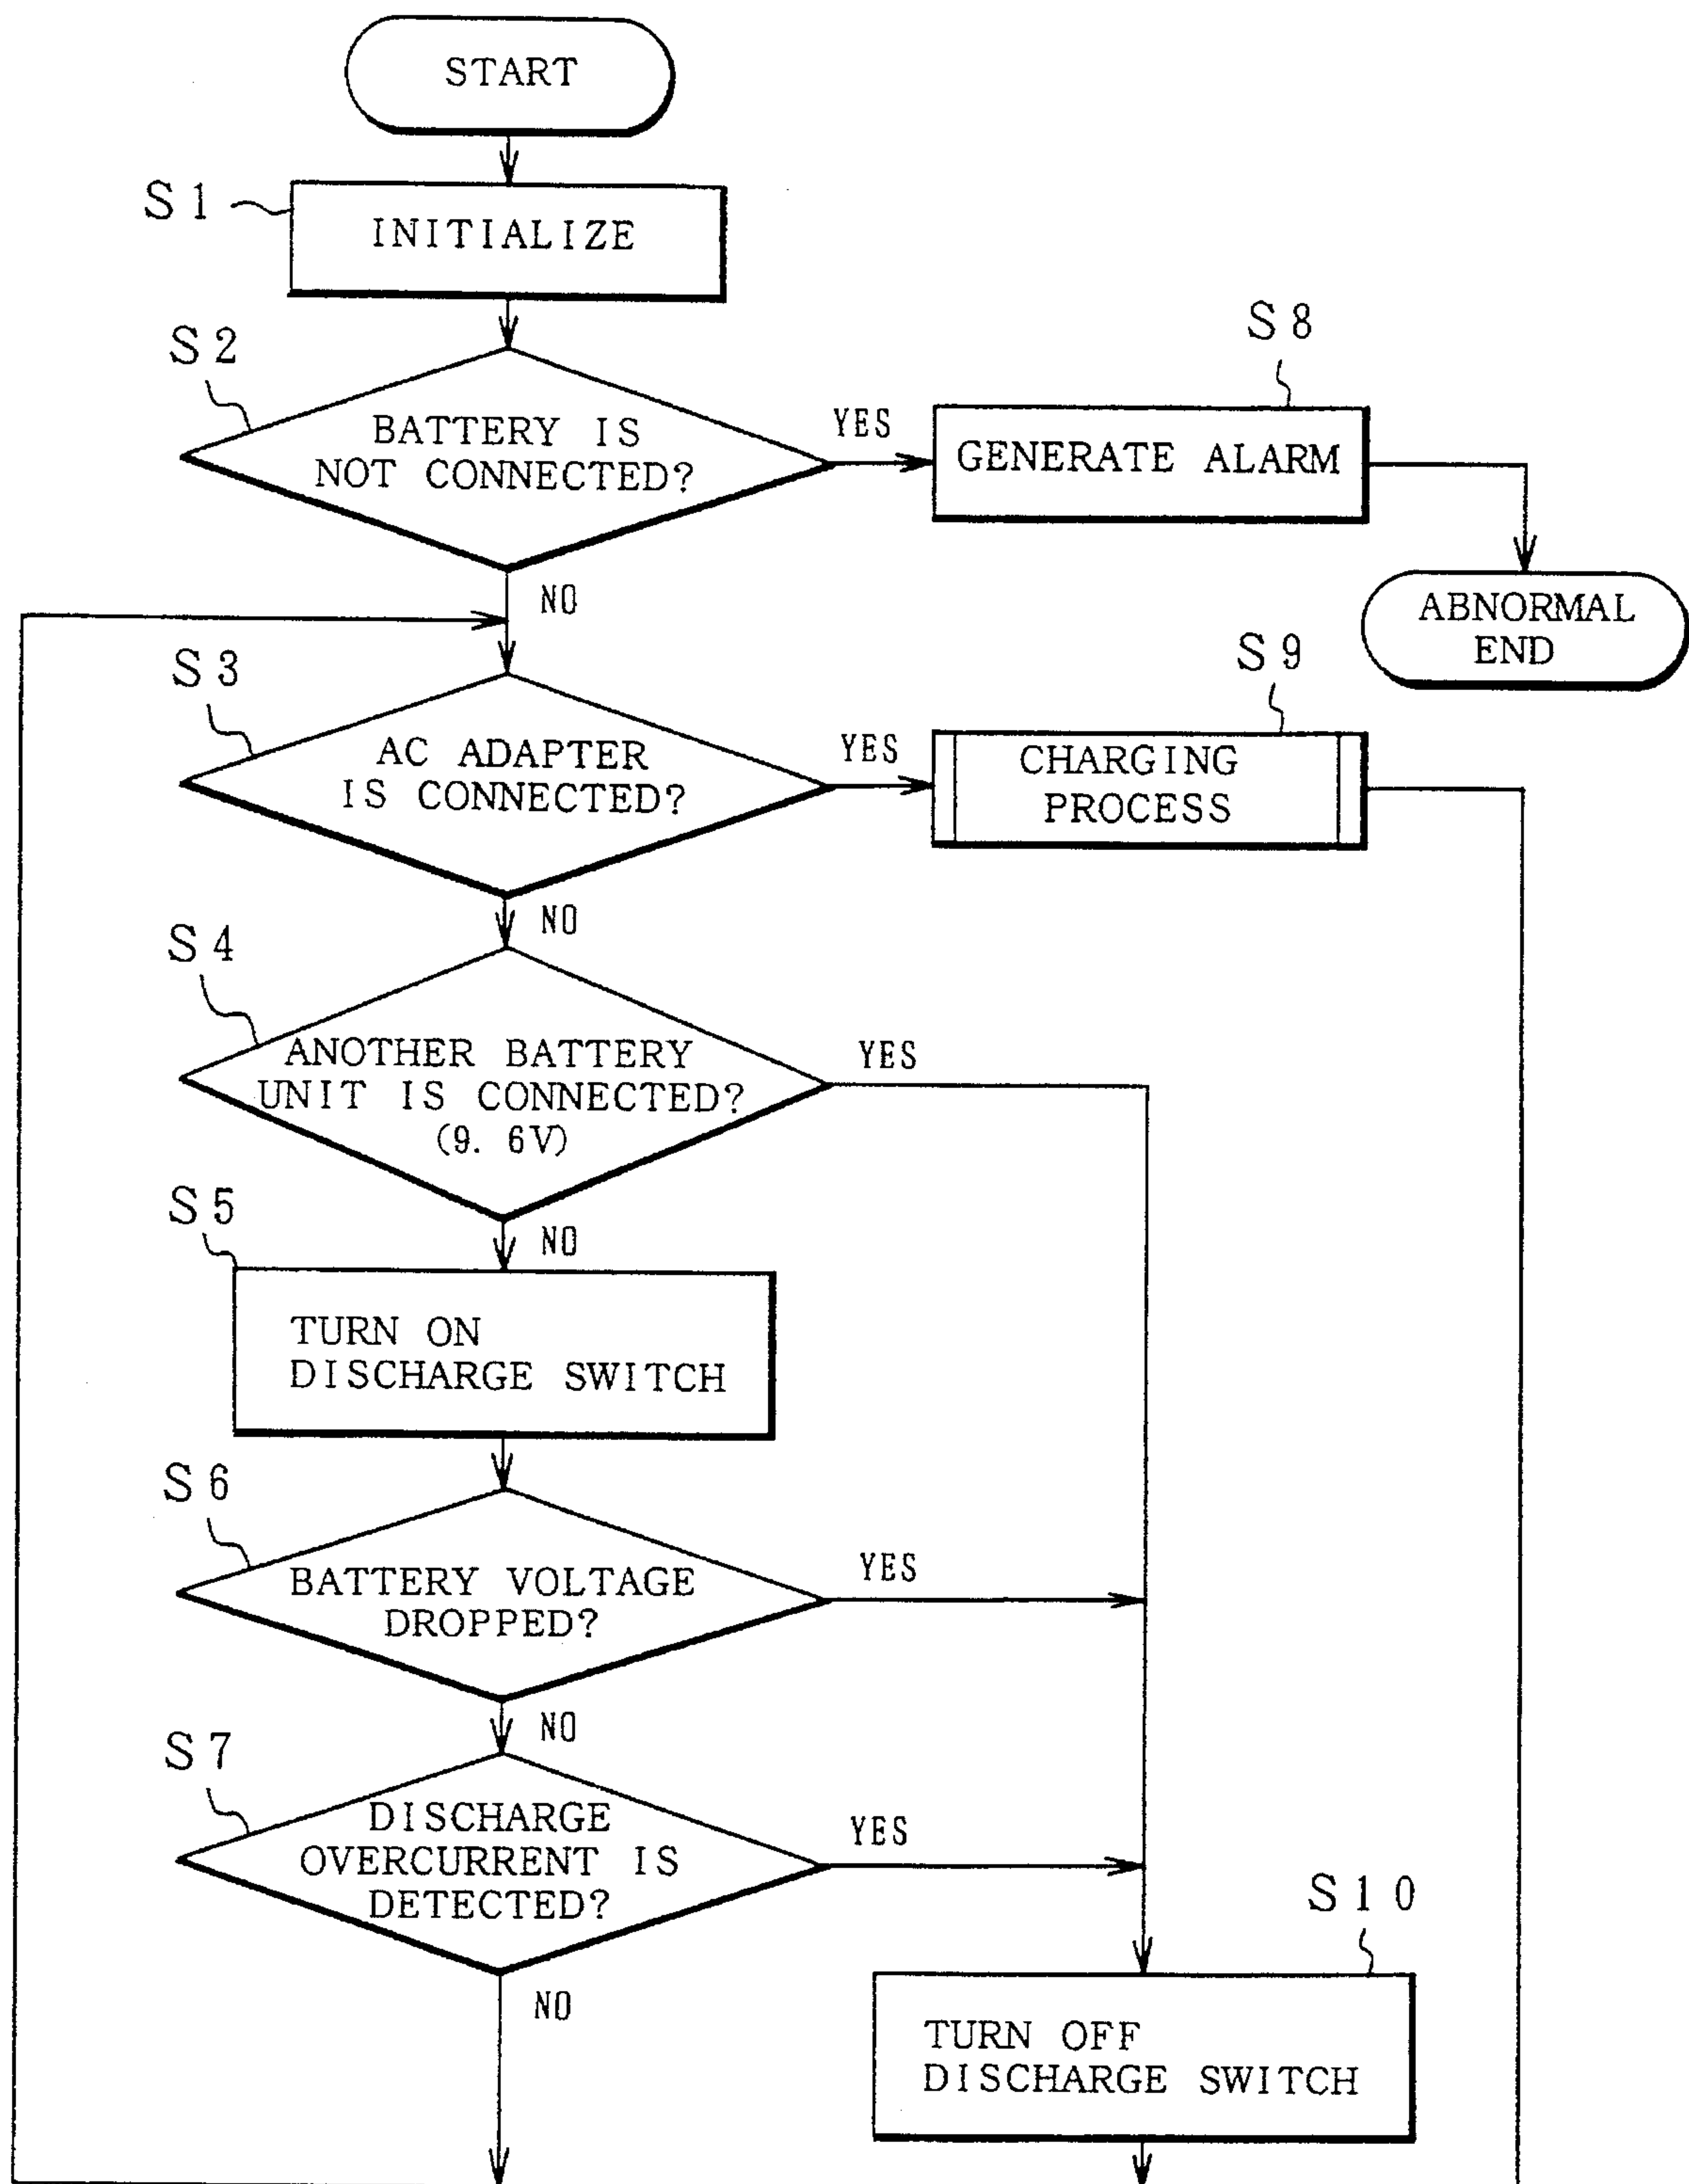 START
S1
INITIALIZE
S2
BATTERY IS
NOT CONNECTED?
YES
S8
GENERATE ALARM
NO
ABNORMAL
END
S3
AC ADAPTER
IS CONNECTED?
YES
S9
CHARGING
PROCESS
NO
S4
ANOTHER BATTERY
UNIT IS CONNECTED?
(9. 6V)
YES
NO
S5
TURN ON
DISCHARGE SWITCH
S6
BATTERY VOLTAGE
DROPPED?
YES
NO
S7
DISCHARGE
OVERCURRENT IS
DETECTED?
YES
NO
S10
TURN OFF
DISCHARGE SWITCH